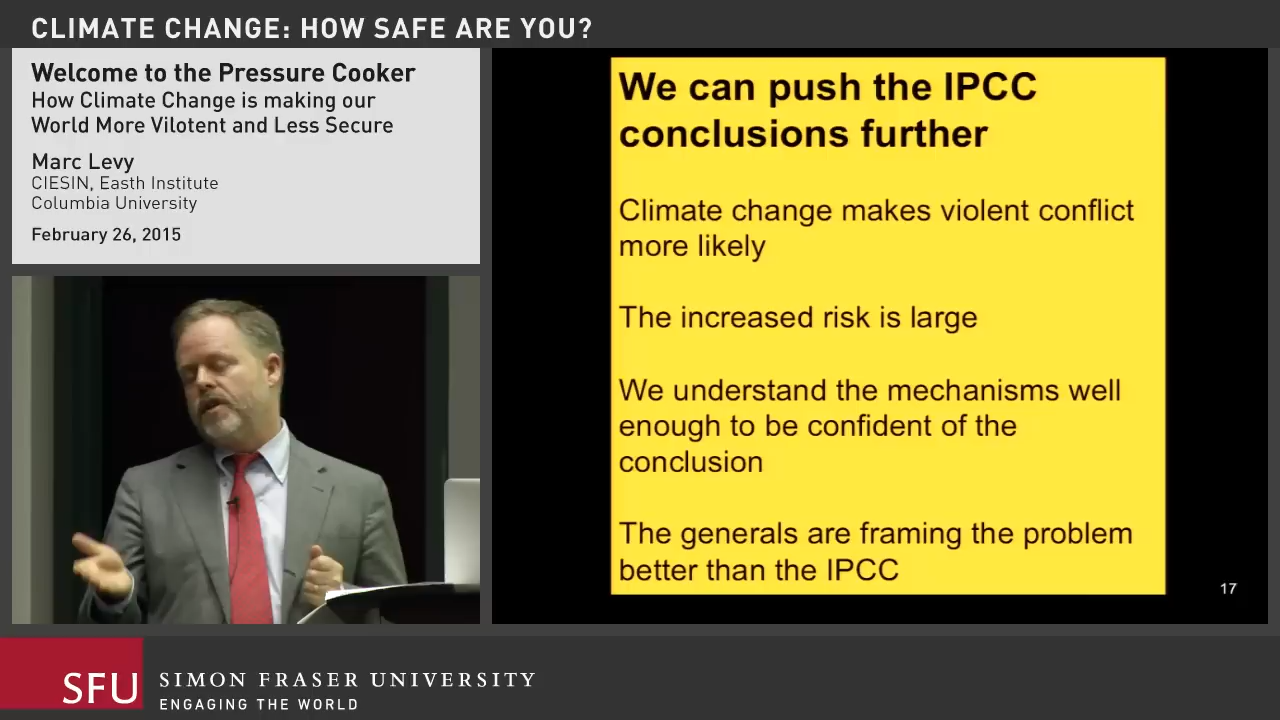 CLIMATE CHANGE: HOW SAFE ARE YOU?
Welcome to the Pressure Cooker
How Climate Change is making our
World More Vilotent and Less Secure
Marc Levy
CIESIN, Easth Institute
Columbia University
February 26, 2015
We can push the IPCC
conclusions further
Climate change makes violent conflict
more likely
The increased risk is large
We understand the mechanisms well
enough to be confident of the
conclusion
The generals are framing the problem
better than the IPCC
17
SFU
SIMON FRASER UNIVERSITY
ENGAGING THE WORLD